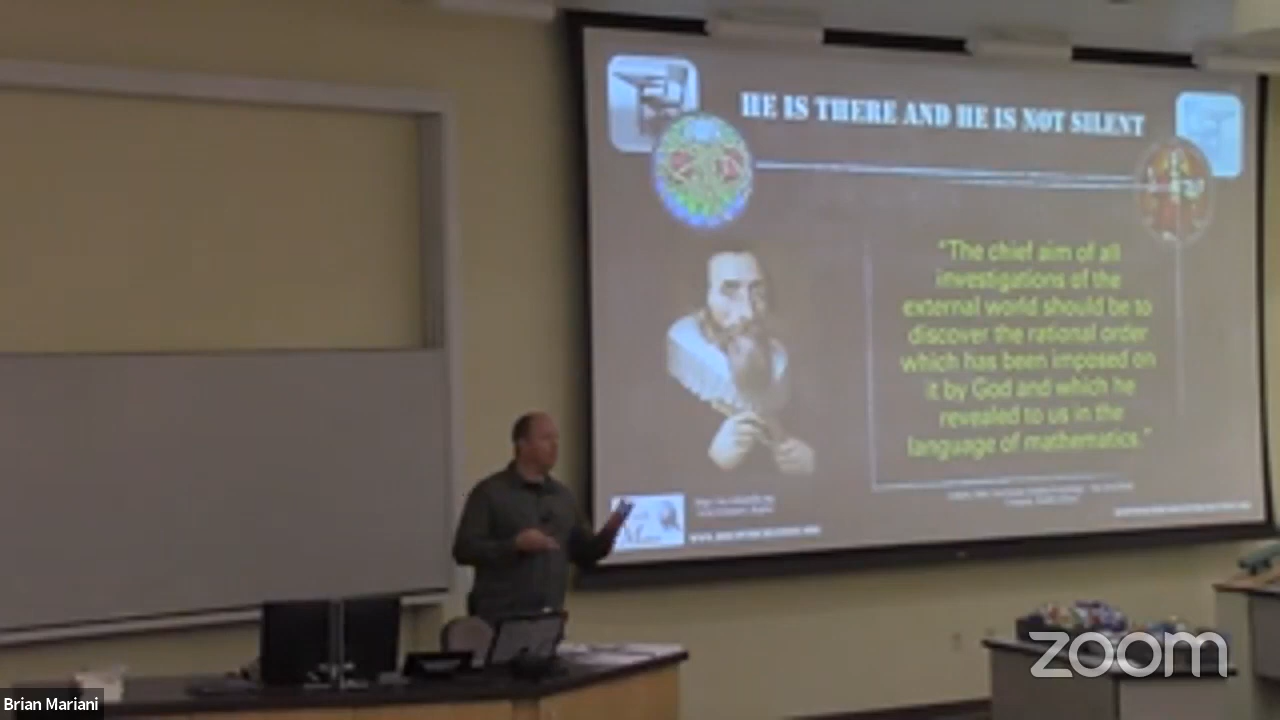 HE IS THERE AND HE IS NOT SILENT
"The chief aim of all
investigations of the
external world should be to
discover the rational order
which has been imposed on
it by God and which he
revealed to us in the
language of mathematics."
zoom
Brian Mariani